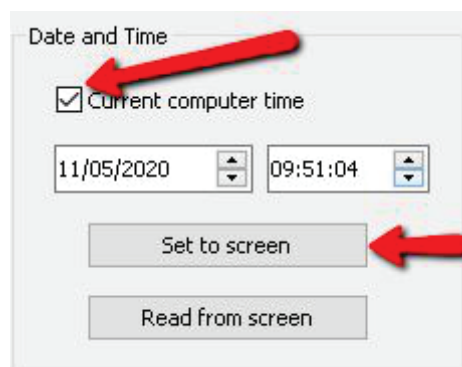 Date and Time
Current computer time
11/05/2020 09:51:04
Set to screen
Read from screen